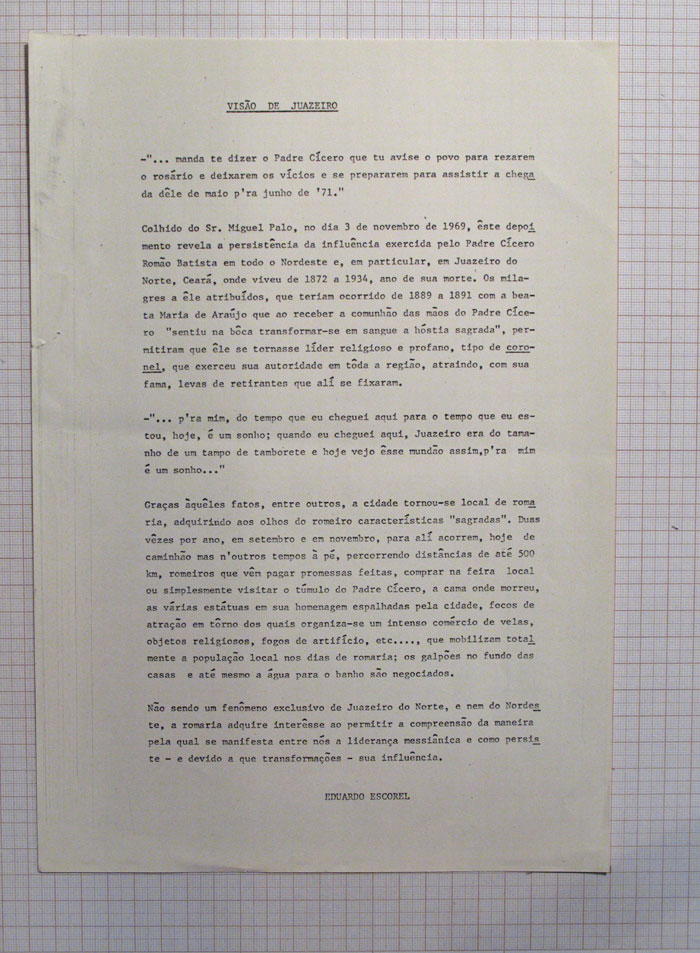 VISÃO DE JUAZEIRO
-"... manda te dizer o Padre Cícero que tu avise o povo para rezarem
o rosário e deixarem os vícios e se prepararem para assistir a chega
da dêle de maio p'ra junho de '71."
Colhido do Sr. Miguel Palo, no dia 3 de novembro de 1969, êste depoi
mento revela a persistência da influência exercida pelo Padre Cícero
Romão Batista em todo o Nordeste e, em particular, em Juazeiro do
Norte, Ceará, onde viveu de 1872 a 1934, ano de sua morte. Os mila-
gres a êle atribuídos, que teriam ocorrido de 1889 a 1891 com a bea-
ta Maria de Araújo que ao receber a comunhão das mãos do Padre Cíce-
ro "sentiu na bôca transformar-se em sangue a hóstia sagrada", per-
mitiram que êle se tornasse líder religioso e profano, tipo de coro-
nel, que exerceu sua autoridade em tôda a região, atraindo, com sua
fama, levas de retirantes que alí se fixaram.
-"... p'ra mim, do tempo que eu cheguei aqui para o tempo que eu es-
tou, hoje, é um sonho; quando eu cheguei aqui, Juazeiro era do tama-
nho de um tampo de tamborete e hoje vejo êsse mundão assim,p'ra mim
é um sonho..."
Graças àquêles fatos, entre outros, a cidade tornou-se local de roma
ria, adquirindo aos olhos do romeiro características "sagradas". Duas
vêzes por ano, em setembro e em novembro, para alí acorrem, hoje de
caminhão mas n'outros tempos à pé, percorrendo distâncias de até 500
km, romeiros que vêm pagar promessas feitas, comprar na feira local
ou simplesmente visitar o túmulo do Padre Cícero, a cama onde morreu,
as várias estátuas em sua homenagem espalhadas pela cidade, focos de
atração em tôrno dos quais organiza-se um intenso comércio de velas,
objetos religiosos, fogos de artifício, etc...., que mobilizam total
mente a população local nos dias de romaria; os galpões no fundo das
casas e até mesmo a água para o banho são negociados.
Não sendo um fenômeno exclusivo de Juazeiro do Norte, e nem do Nordes
te, a romaria adquire interêsse ao permitir a compreensão da maneira
pela qual se manifesta entre nós a liderança messiânica e como persis
te - e devido a que transformações - sua influência.
EDUARDO ESCOREL